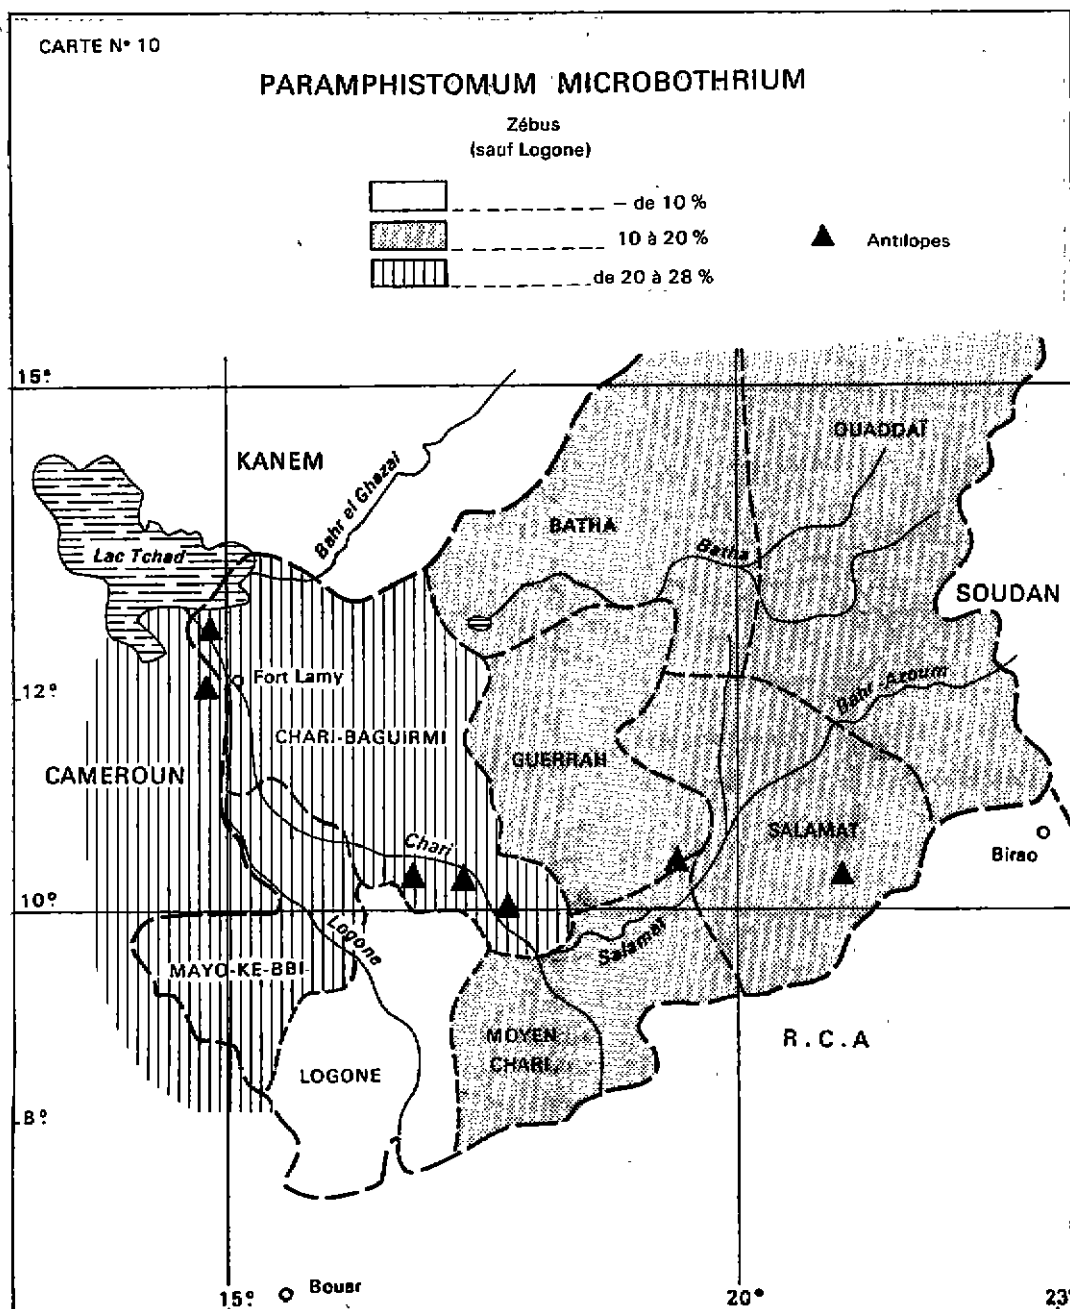 CARTE N° 10
PARAMPHISTOMUM MICROBOTHRIUM
Zébus
(sauf Logone)
– de 10 %
10 à 20 %
de 20 à 28 %
Antilopes
15°
KANEM
Bahr el Ghazal
OUADDAÏ
BATHA
Batha
Lac Tchad
SOUDAN
12°
Fort Lamy
Bahr Azoum
CHARI-BAGUIRMI
GUERRAH
CAMEROUN
SALAMAT
Birao
Chari
10°
Logone
Salamat
MAYO-KE-BBI
MOYEN
CHARI
R.C.A
LOGONE
8°
Bouar
15°
20°
23°